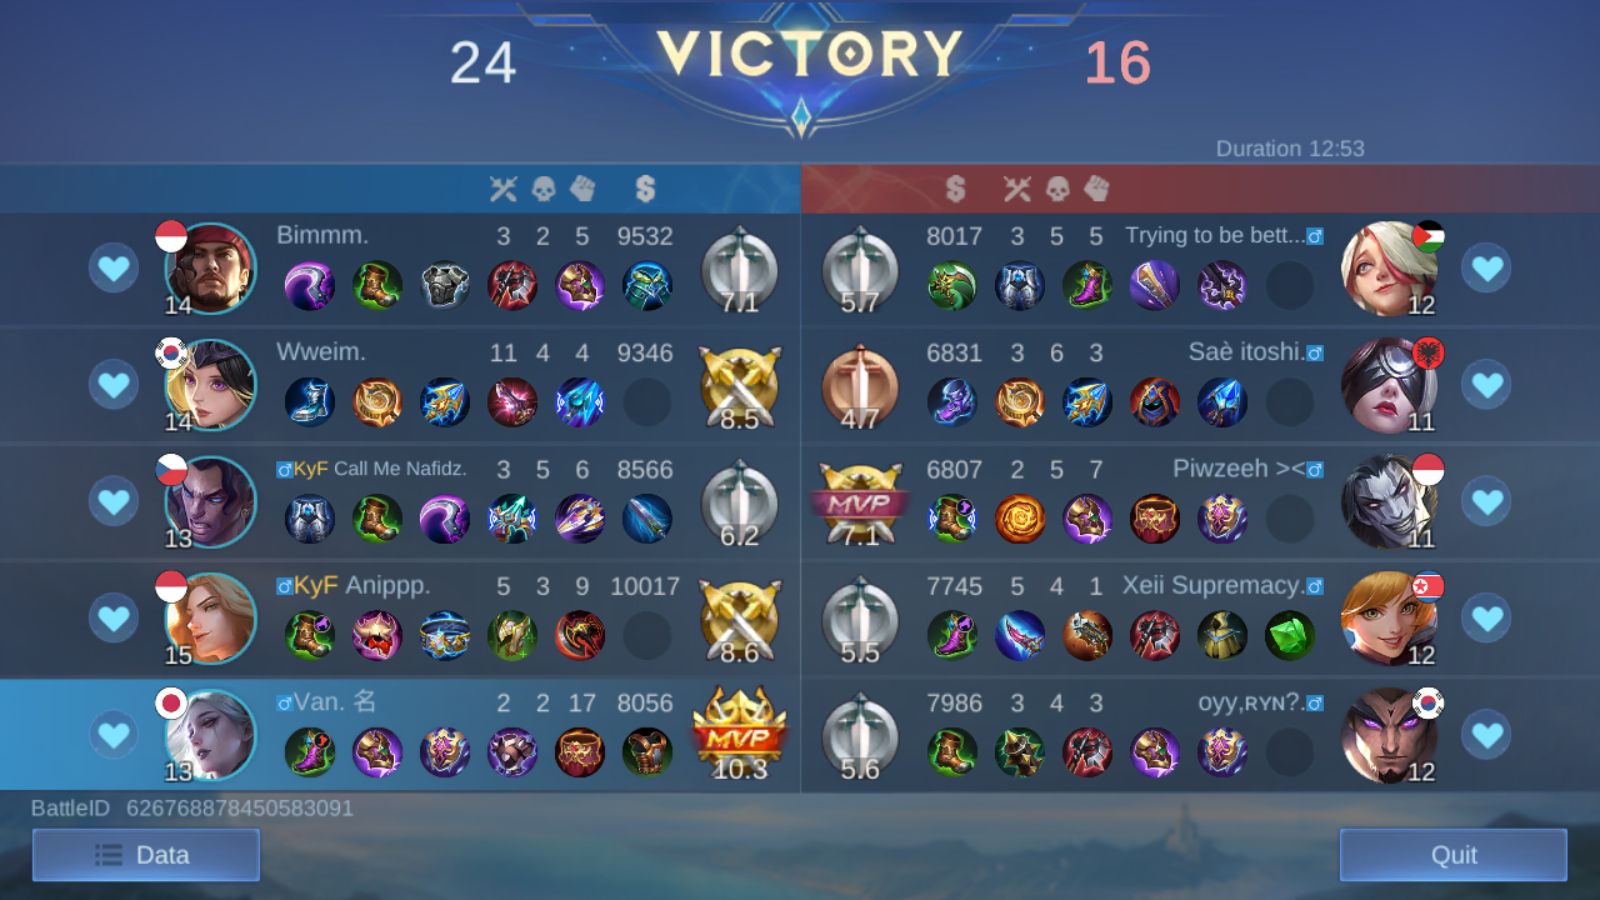 24 VICTORY 16
Duration 12:53
Bimmm. 3 2 5 9532
14 7.1
8017 3 5 5 Trying to be bett...
5.7 12
Wweim. 11 4 4 9346
14 8.5
6831 3 6 3 Saè itoshi.
4.7 11
KyF Call Me Nafidz. 3 5 6 8566
13 6.2
6807 2 5 7 Piwzeeh ><
MVP
7.1 11
KyF Anippp. 5 3 9 10017
15 8.6
7745 5 4 1 Xeii Supremacy.
5.5 12
Van. 名 2 2 17 8056
MVP
13 10.3
7986 3 4 3 oyy,ʀʏɴ?.
5.6 12
BattleID 626768878450583091
Data
Quit